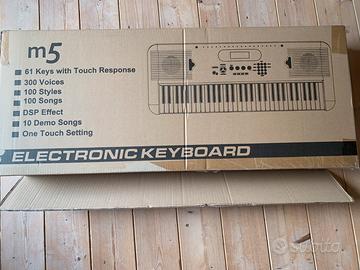 m5
61 Keys with Touch Response
300 Voices
100 Styles
100 Songs
DSP Effect
10 Demo Songs
One Touch Setting
ELECTRONIC KEYBOARD
subito